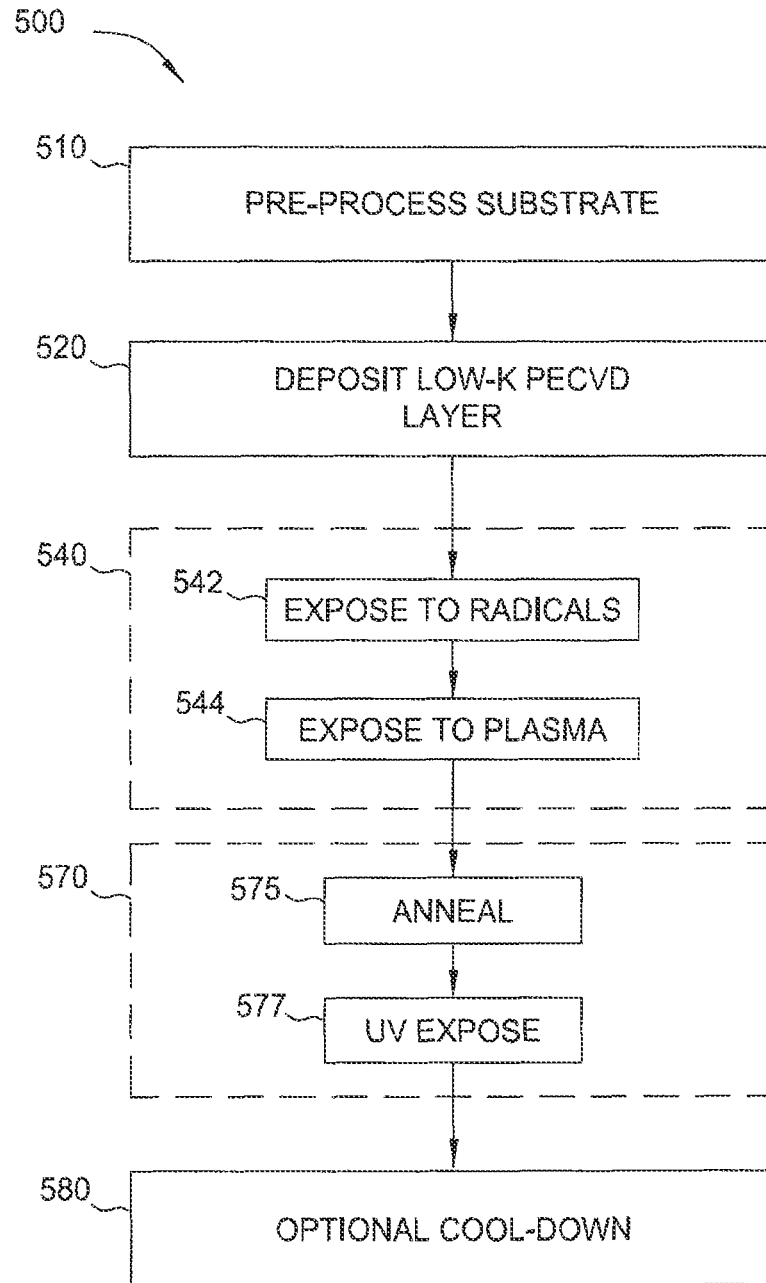 500
510
PRE-PROCESS SUBSTRATE
520
DEPOSIT LOW-K PECVD
LAYER
540
542
EXPOSE TO RADICALS
544
EXPOSE TO PLASMA
570
575
ANNEAL
577
UV EXPOSE
580
OPTIONAL COOL-DOWN